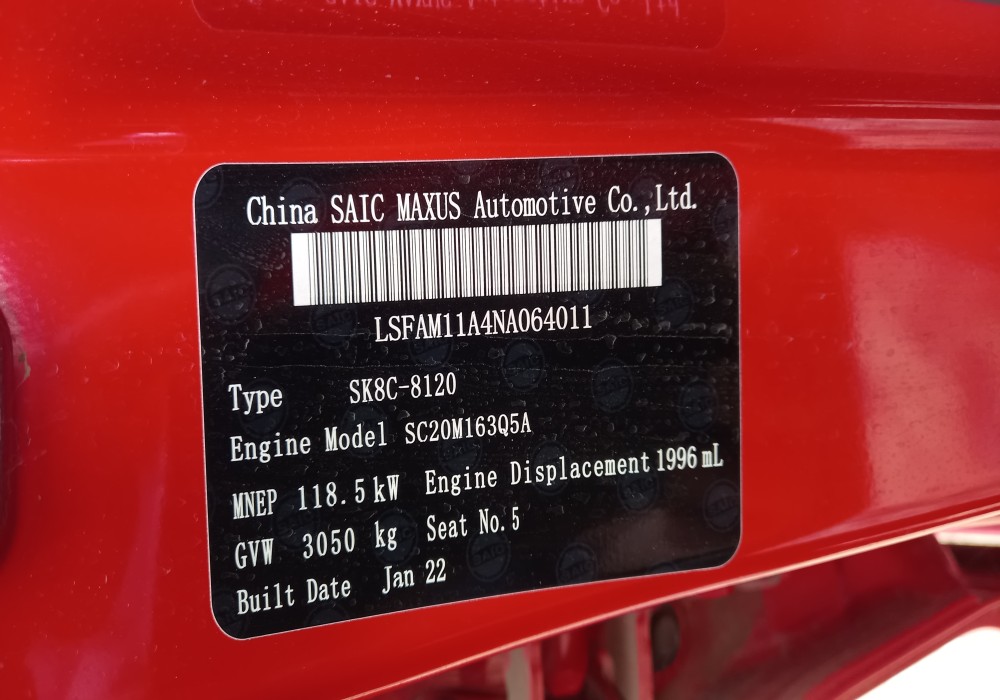 China SAIC MAXUS Automotive Co.,Ltd.
LSFAM11A4NA064011
Type SK8C-8120
Engine Model SC20M163Q5A
MNEP 118.5 kW Engine Displacement 1996 mL
GVW 3050 kg Seat No. 5
Built Date Jan 22